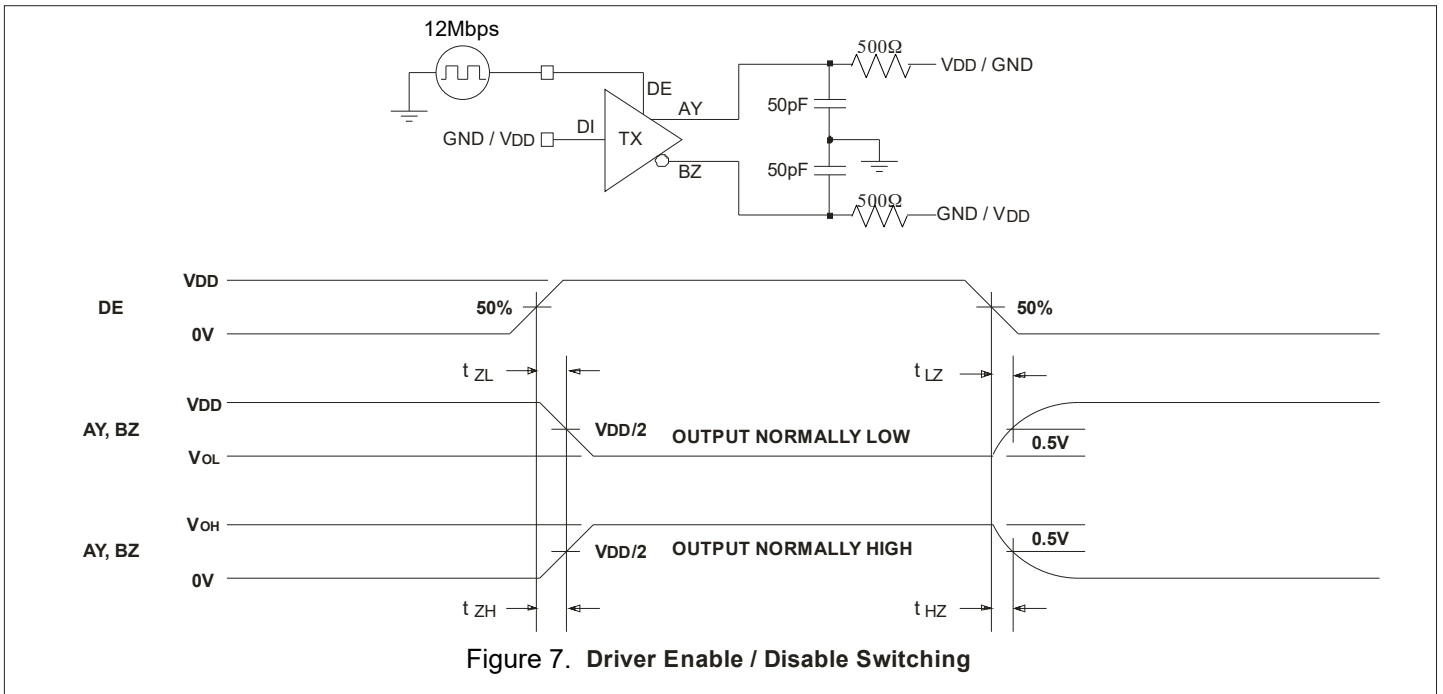 12Mbps
500Ω
VDD / GND
DE
AY
50pF
GND / VDD
DI
TX
BZ
50pF
500Ω
GND / VDD
VDD
DE
50%
50%
0V
t ZL
t LZ
VDD
AY, BZ
VDD/2
OUTPUT NORMALLY LOW
0.5V
VOL
VOH
AY, BZ
VDD/2
OUTPUT NORMALLY HIGH
0.5V
0V
t ZH
t HZ
Figure 7. Driver Enable / Disable Switching